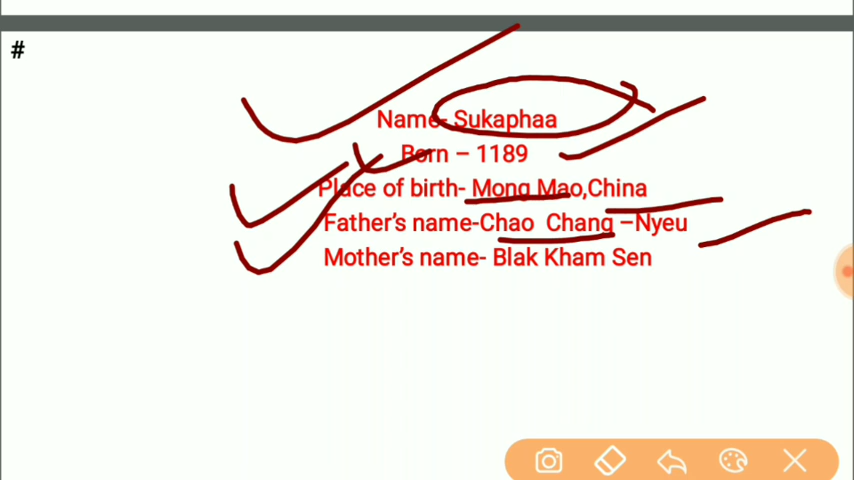 #
Name- Sukaphaa
Born – 1189
Place of birth- Mong Mao,China
Father's name-Chao Chang –Nyeu
Mother's name- Blak Kham Sen